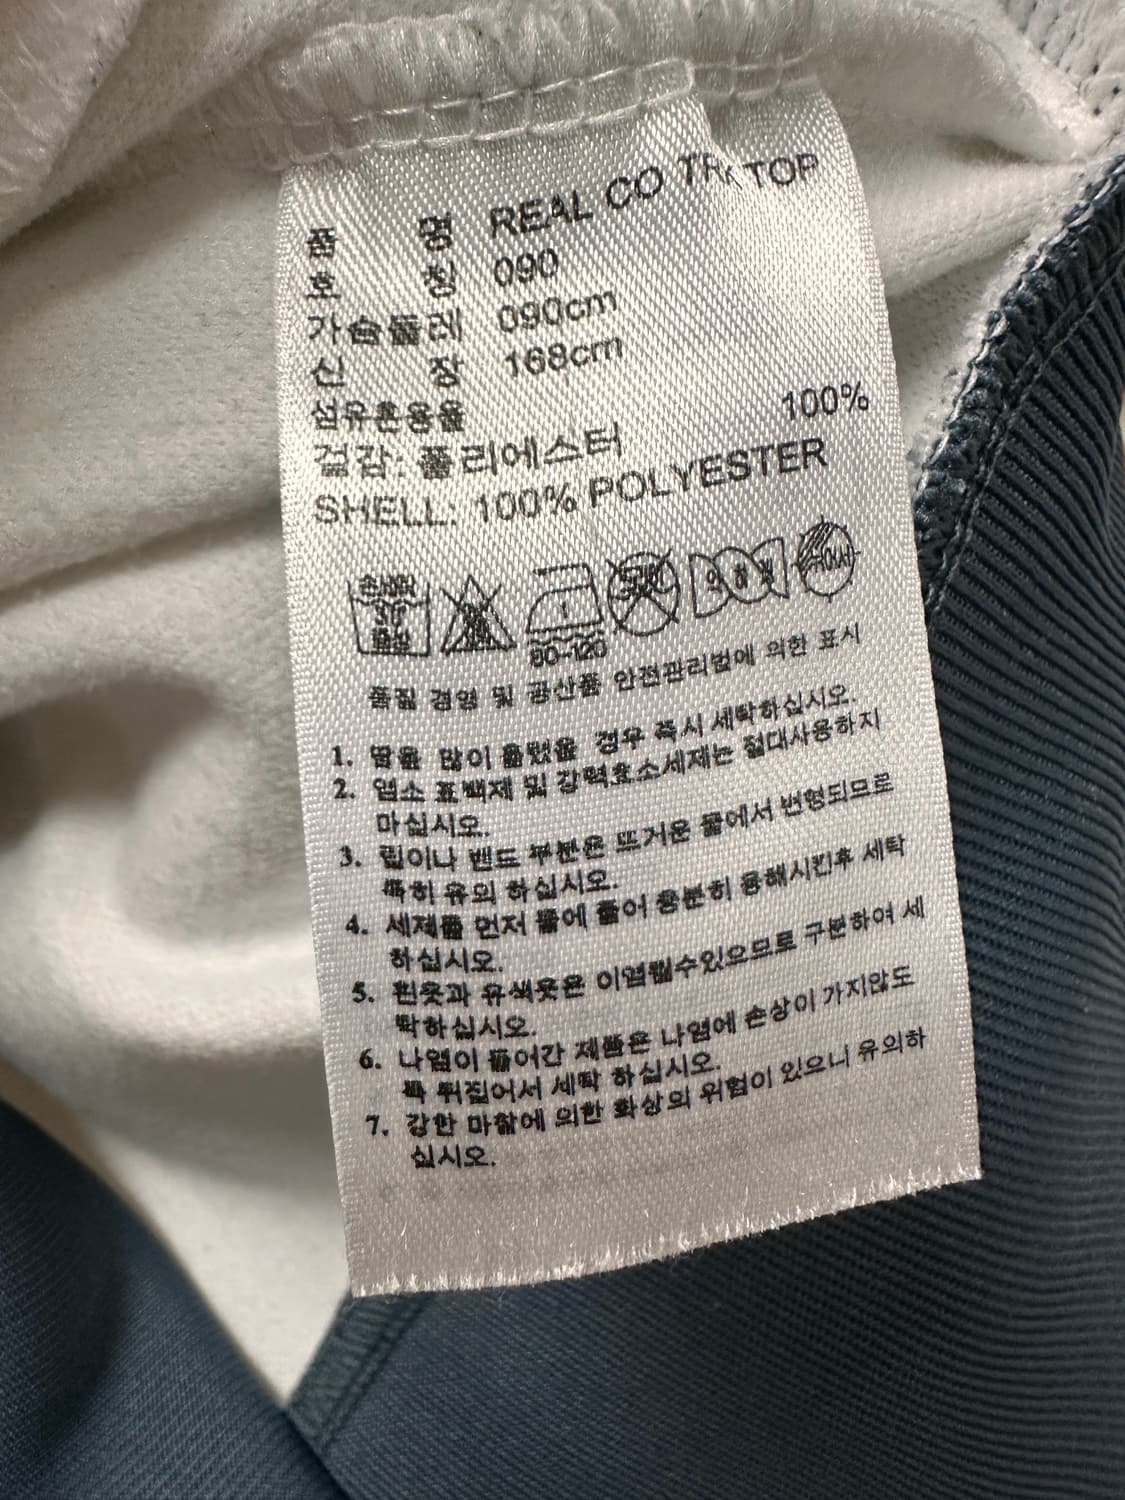 품 명 REAL CO TRK TOP
호 칭 090
가슴둘레 090cm
신 장 168cm
섬유혼용율
겉감: 폴리에스터 100%
SHELL: 100% POLYESTER
손세탁 30 중성
80~120
품질 경영 및 공산품 안전관리법에 의한 표시
1. 땀을 많이 흘렸을 경우 즉시 세탁하십시오.
2. 염소 표백제 및 강력효소세제는 절대사용하지
마십시오.
3. 립이나 밴드 부분은 뜨거운 물에서 변형되므로
특히 유의 하십시오.
4. 세제를 먼저 물에 풀어 충분히 용해시킨후 세탁
하십시오.
5. 흰옷과 유색옷은 이염될수있으므로 구분하여 세
탁하십시오.
6. 나염이 들어간 제품은 나염에 손상이 가지않도
록 뒤집어서 세탁 하십시오.
7. 강한 마찰에 의한 화상의 위험이 있으니 유의하
십시오.